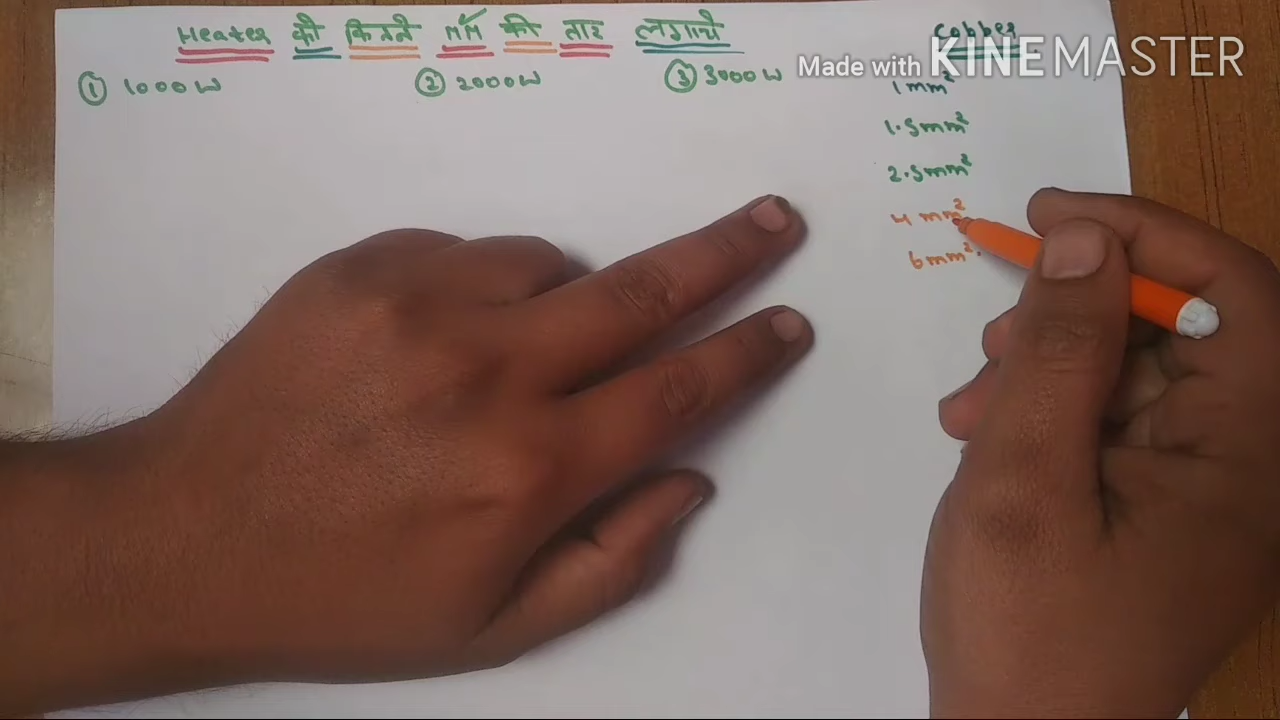 Heater की कितनी MM की तार लगाये
① 1000W ② 2000W ③ 3000W
Cobber
Made with KINEMASTER
1mm²
1.5mm²
2.5mm²
4 mm²
6mm².